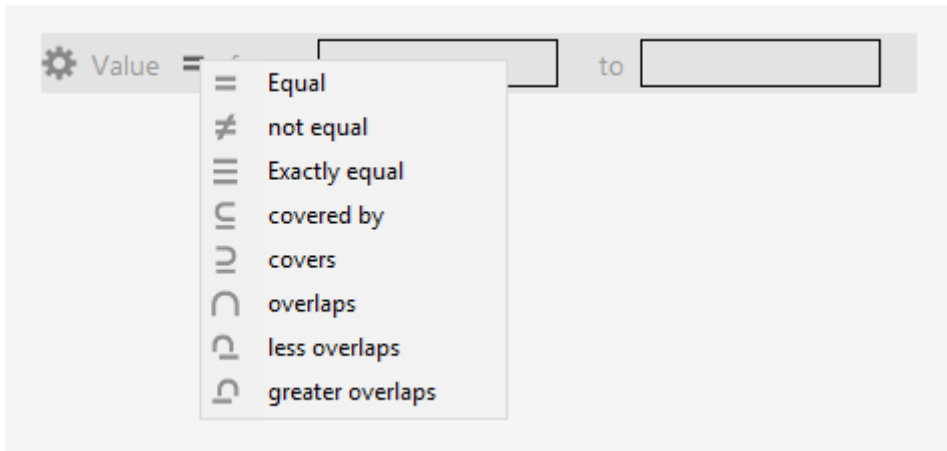 Value = to
= Equal
≠ not equal
≡ Exactly equal
⊆ covered by
⊇ covers
∩ overlaps
less overlaps
greater overlaps